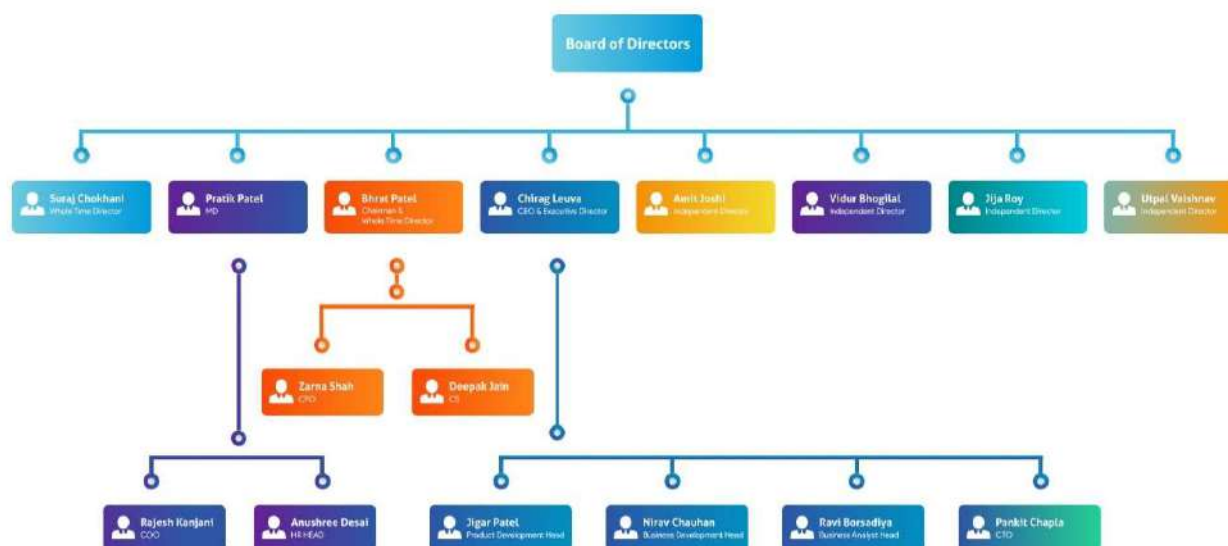 Board of Directors
Suraj Chokhani
Whole Time Director
Pratik Patel
MD
Bhrat Patel
Chairman &
Whole Time Director
Chirag Leuva
CEO & Executive Director
Amit Joshi
Independent Director
Vidur Bhogilal
Independent Director
Jija Roy
Independent Director
Utpal Vaishnav
Independent Director
Zarna Shah
Deepak Jain
CS
Rajesh Kanjani
COO
Anushree Desai
HR HEAD
Jigar Patel
Product Development Head
Nirav Chauhan
Business Development Head
Ravi Borsadiya
Business Analyst Head
Pankit Chapla
CTO